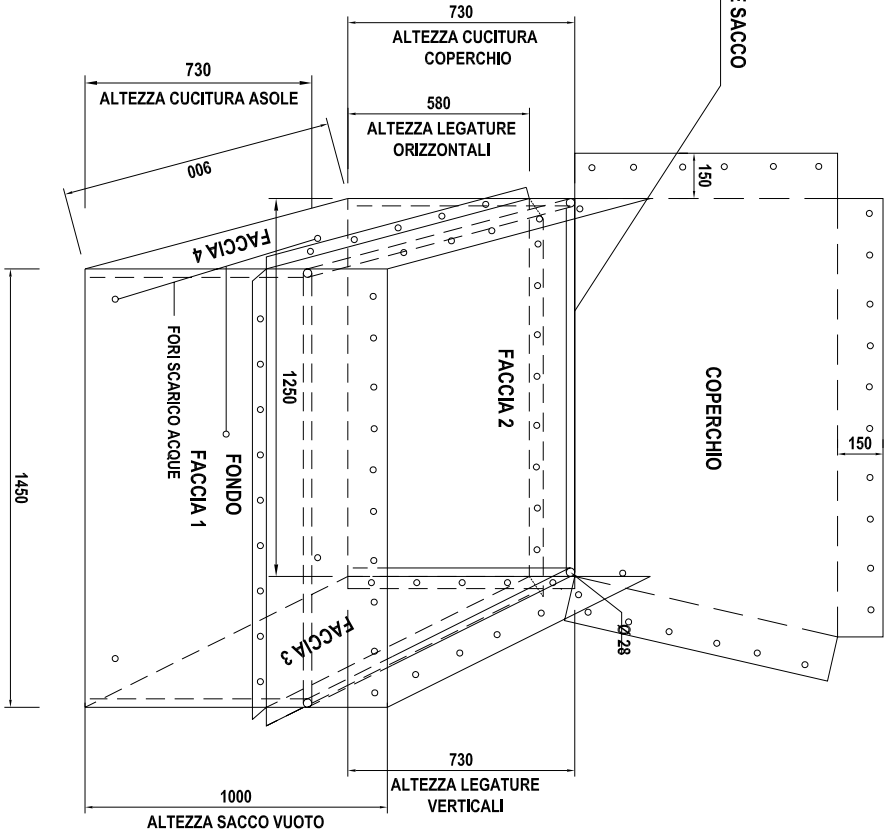 730
ALTEZZA CUCITURA
COPERCHIO
E SACCO
730
ALTEZZA CUCITURA ASOLE
580
ALTEZZA LEGATURE
ORIZZONTALI
150
900
FACCIA 4
FORI SCARICO ACQUE
1250
FACCIA 2
COPERCHIO
150
FONDO
FACCIA 1
1450
FACCIA 3
Ø 28
730
ALTEZZA LEGATURE
VERTICALI
1000
ALTEZZA SACCO VUOTO